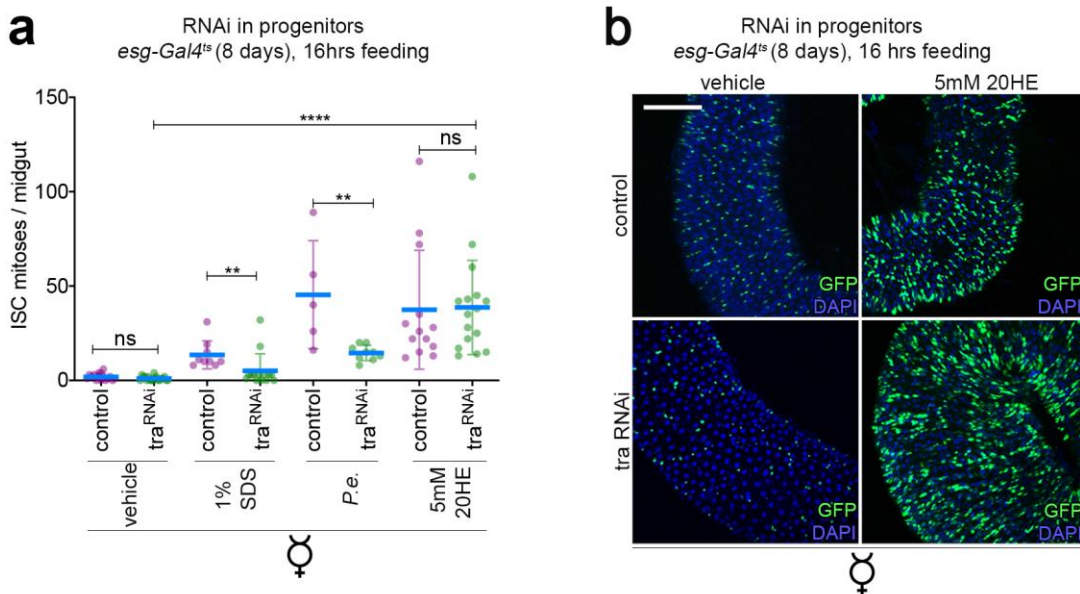 a
RNAi in progenitors
esg-Gal4ts (8 days), 16hrs feeding
ISC mitoses / midgut
150
100
50
0
ns
**
**
****
ns
control
traRNAi
control
traRNAi
control
traRNAi
control
traRNAi
vehicle
1%
SDS
P.e.
5mM
20HE
b
RNAi in progenitors
esg-Gal4ts (8 days), 16 hrs feeding
vehicle
5mM 20HE
control
GFP
DAPI
GFP
DAPI
tra RNAi
GFP
DAPI
GFP
DAPI